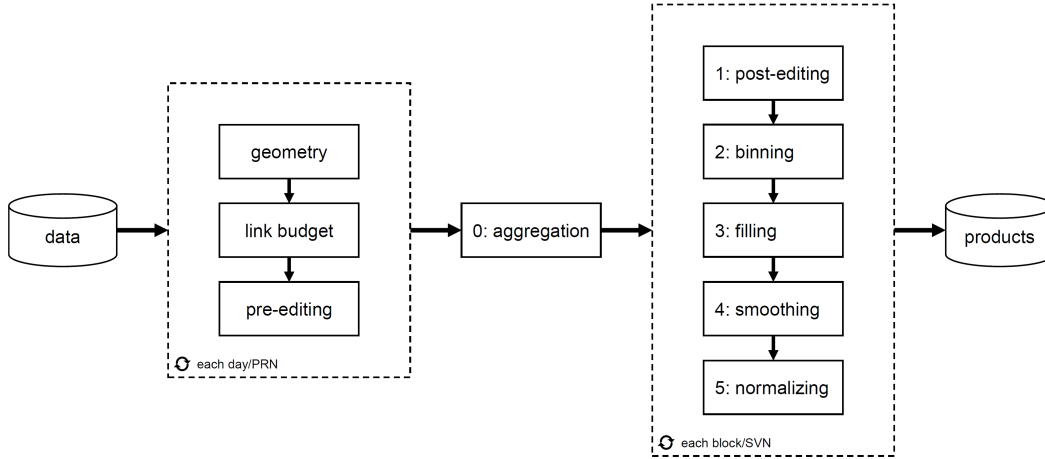 data
geometry
link budget
pre-editing
each day/PRN
0: aggregation
1: post-editing
2: binning
3: filling
4: smoothing
5: normalizing
each block/SVN
products